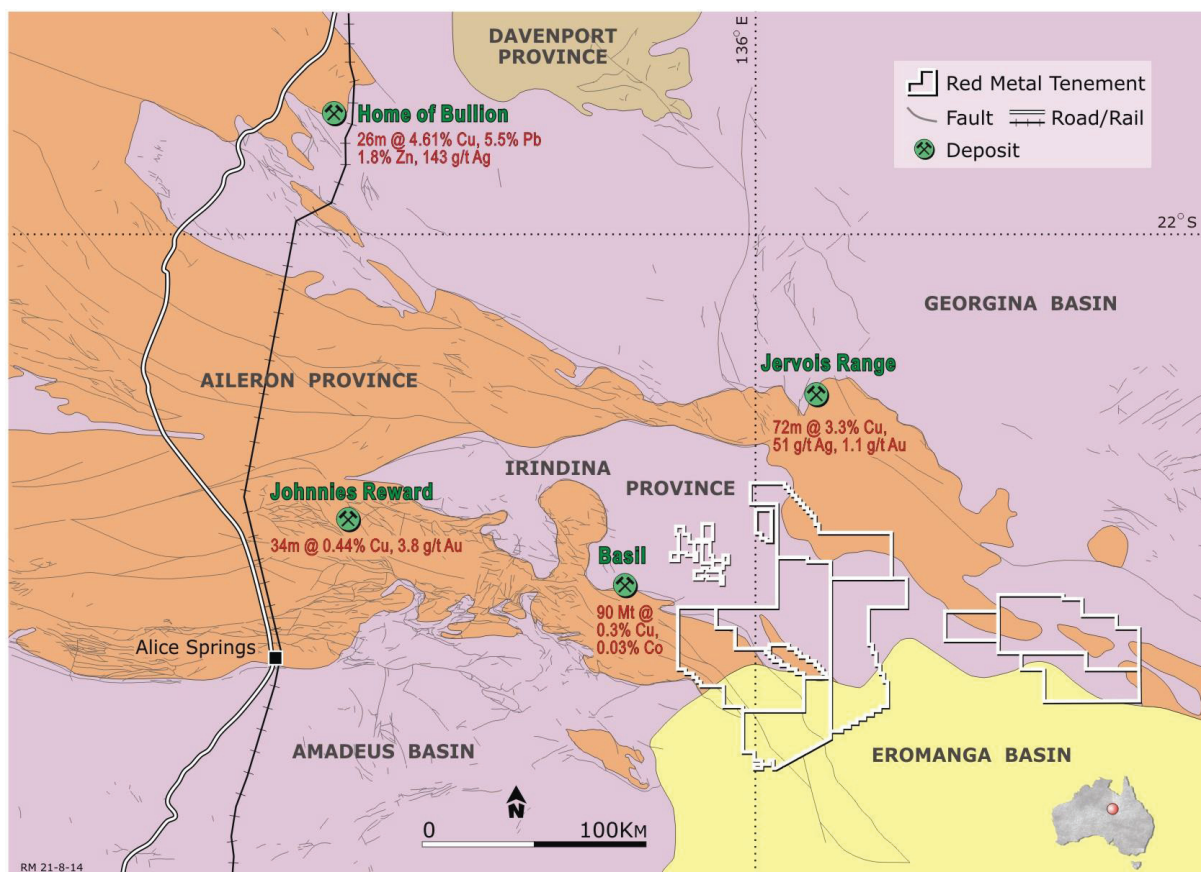 DAVENPORT
PROVINCE
136° E
Red Metal Tenement
Fault
Road/Rail
Deposit
Home of Bullion
26m @ 4.61% Cu, 5.5% Pb
1.8% Zn, 143 g/t Ag
22° S
GEORGINA BASIN
Jervois Range
AILERON PROVINCE
72m @ 3.3% Cu,
51 g/t Ag, 1.1 g/t Au
IRINDINA
PROVINCE
Johnnies Reward
34m @ 0.44% Cu, 3.8 g/t Au
Basil
90 Mt @
0.3% Cu,
0.03% Co
Alice Springs
AMADEUS BASIN
EROMANGA BASIN
N
0 100KM
RM 21-8-14